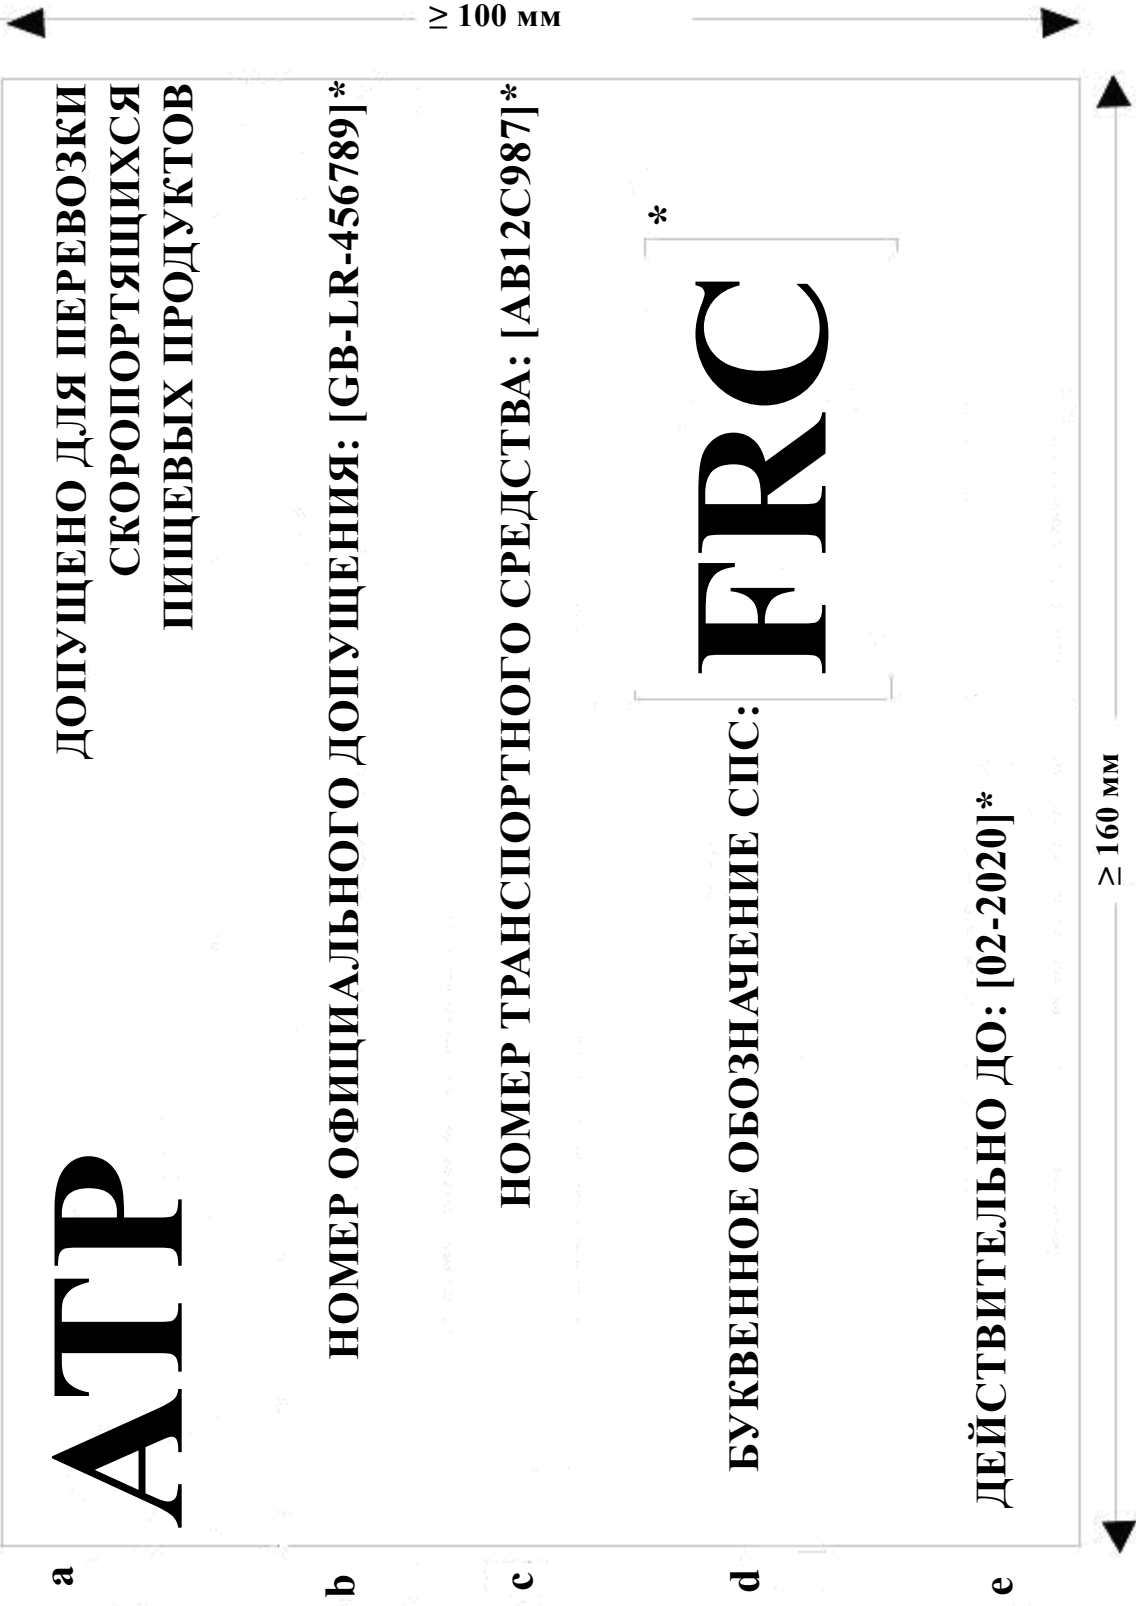 ≥ 100 мм
a
ATP
ДОПУЩЕНО ДЛЯ ПЕРЕВОЗКИ
СКОРОПОРТЯЩИХСЯ
ПИЩЕВЫХ ПРОДУКТОВ
b
НОМЕР ОФИЦИАЛЬНОГО ДОПУЩЕНИЯ: [GB-LR-456789]*
c
НОМЕР ТРАНСПОРТНОГО СРЕДСТВА: [AB12C987]*
d
БУКВЕННОЕ ОБОЗНАЧЕНИЕ СПС: [FRC]*
e
ДЕЙСТВИТЕЛЬНО ДО: [02-2020]*
≥ 160 мм